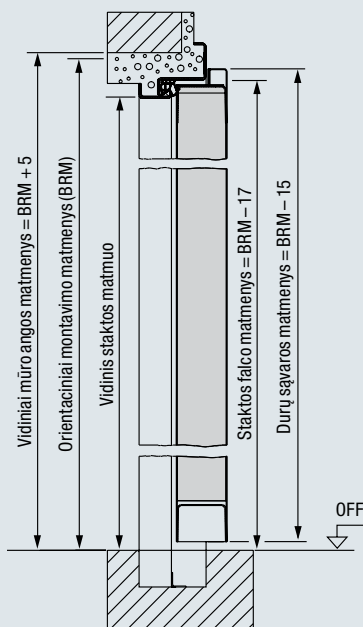 Vidiniai mūro angos matmenys = BRM + 5
Orientaciniai montavimo matmenys (BRM)
Vidinis staktos matmuo
Staktos falco matmenys = BRM – 17
Durų sąvaros matmenys = BRM – 15
OFF